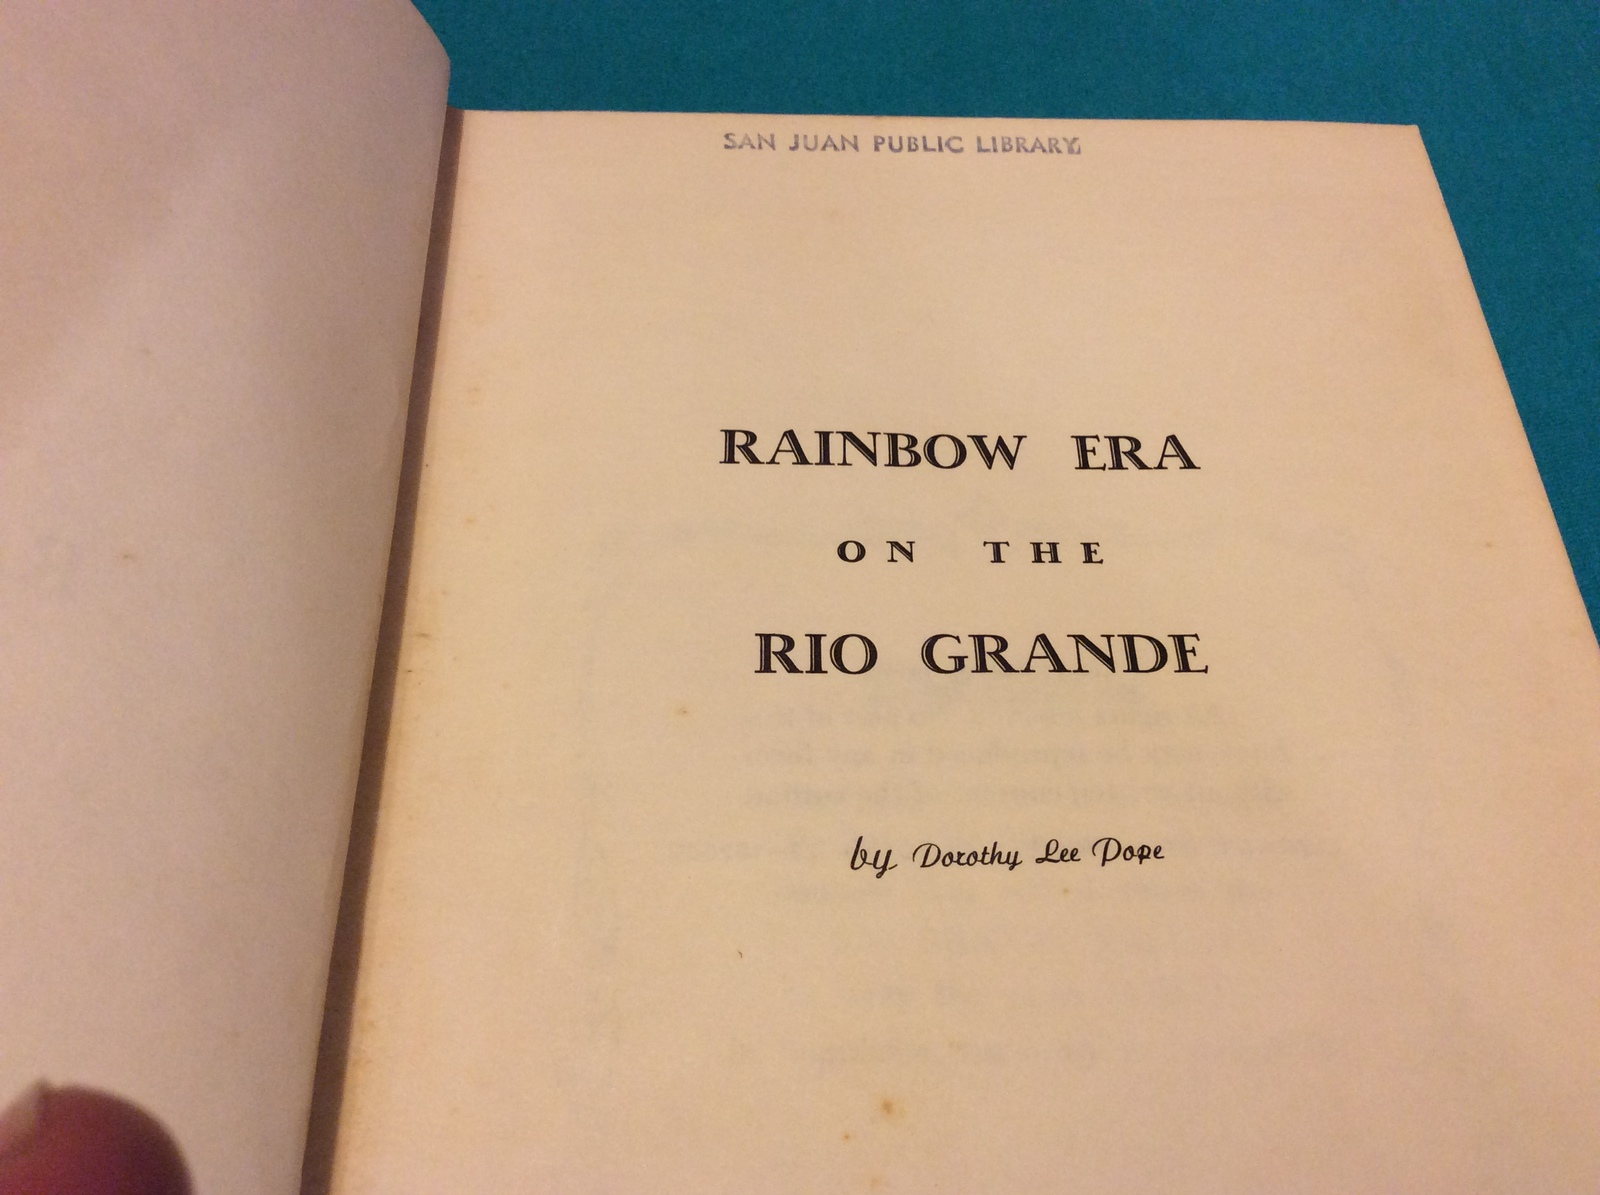 SAN JUAN PUBLIC LIBRARY
RAINBOW ERA
ON THE
RIO GRANDE
by Dorothy Lee Pope